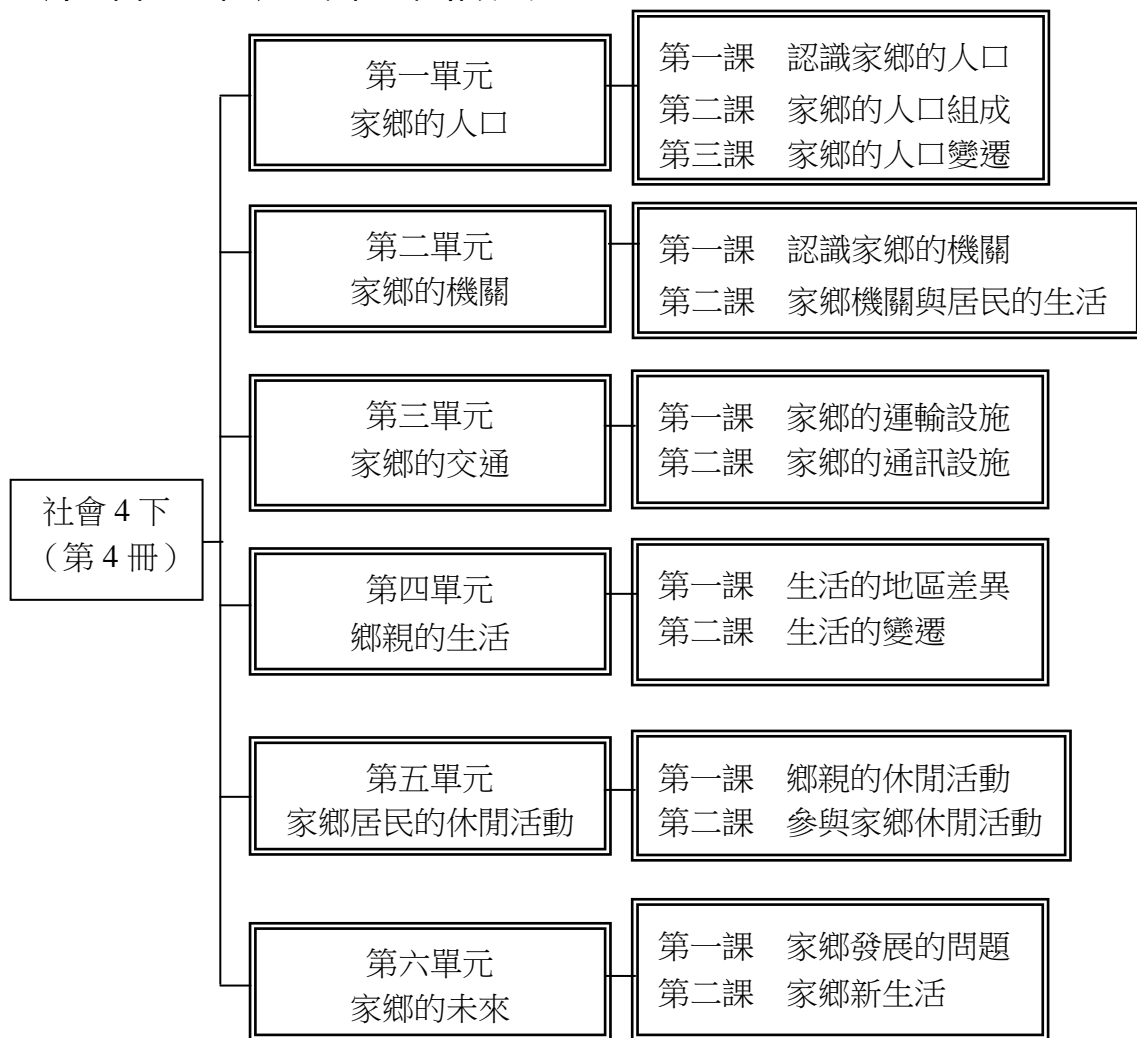 第一單元
家鄉的人口
第一課 認識家鄉的人口
第二課 家鄉的人口組成
第三課 家鄉的人口變遷
第二單元
家鄉的機關
第一課 認識家鄉的機關
第二課 家鄉機關與居民的生活
第三單元
家鄉的交通
第一課 家鄉的運輸設施
第二課 家鄉的通訊設施
社會 4 下
（第 4 冊）
第四單元
鄉親的生活
第一課 生活的地區差異
第二課 生活的變遷
第五單元
家鄉居民的休閒活動
第一課 鄉親的休閒活動
第二課 參與家鄉休閒活動
第六單元
家鄉的未來
第一課 家鄉發展的問題
第二課 家鄉新生活